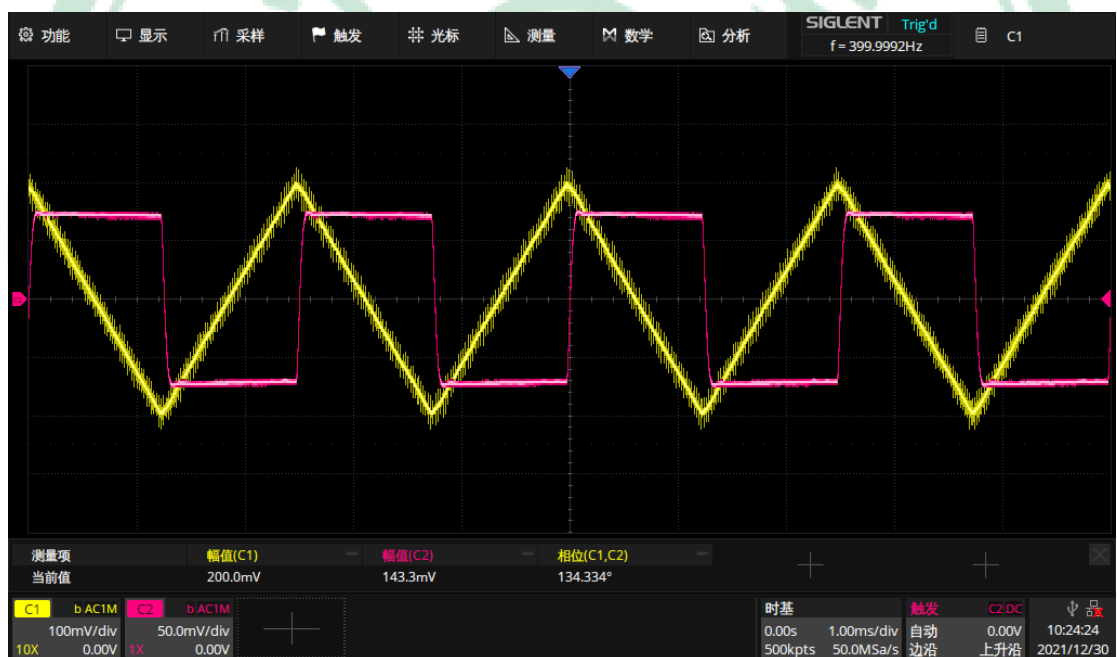 功能 显示 采样 触发 光标 测量 数学 分析 SIGLENT Trig'd C1
f = 399.9992Hz
测量项 幅值(C1) 幅值(C2) 相位(C1,C2)
当前值 200.0mV 143.3mV 134.334°
C1 b AC1M C2 b AC1M 时基 触发 C2 DC
100mV/div 50.0mV/div 0.00s 1.00ms/div 自动 0.00V 10:24:24
10X 0.00V 1X 0.00V 500kpts 50.0MSa/s 边沿 上升沿 2021/12/30